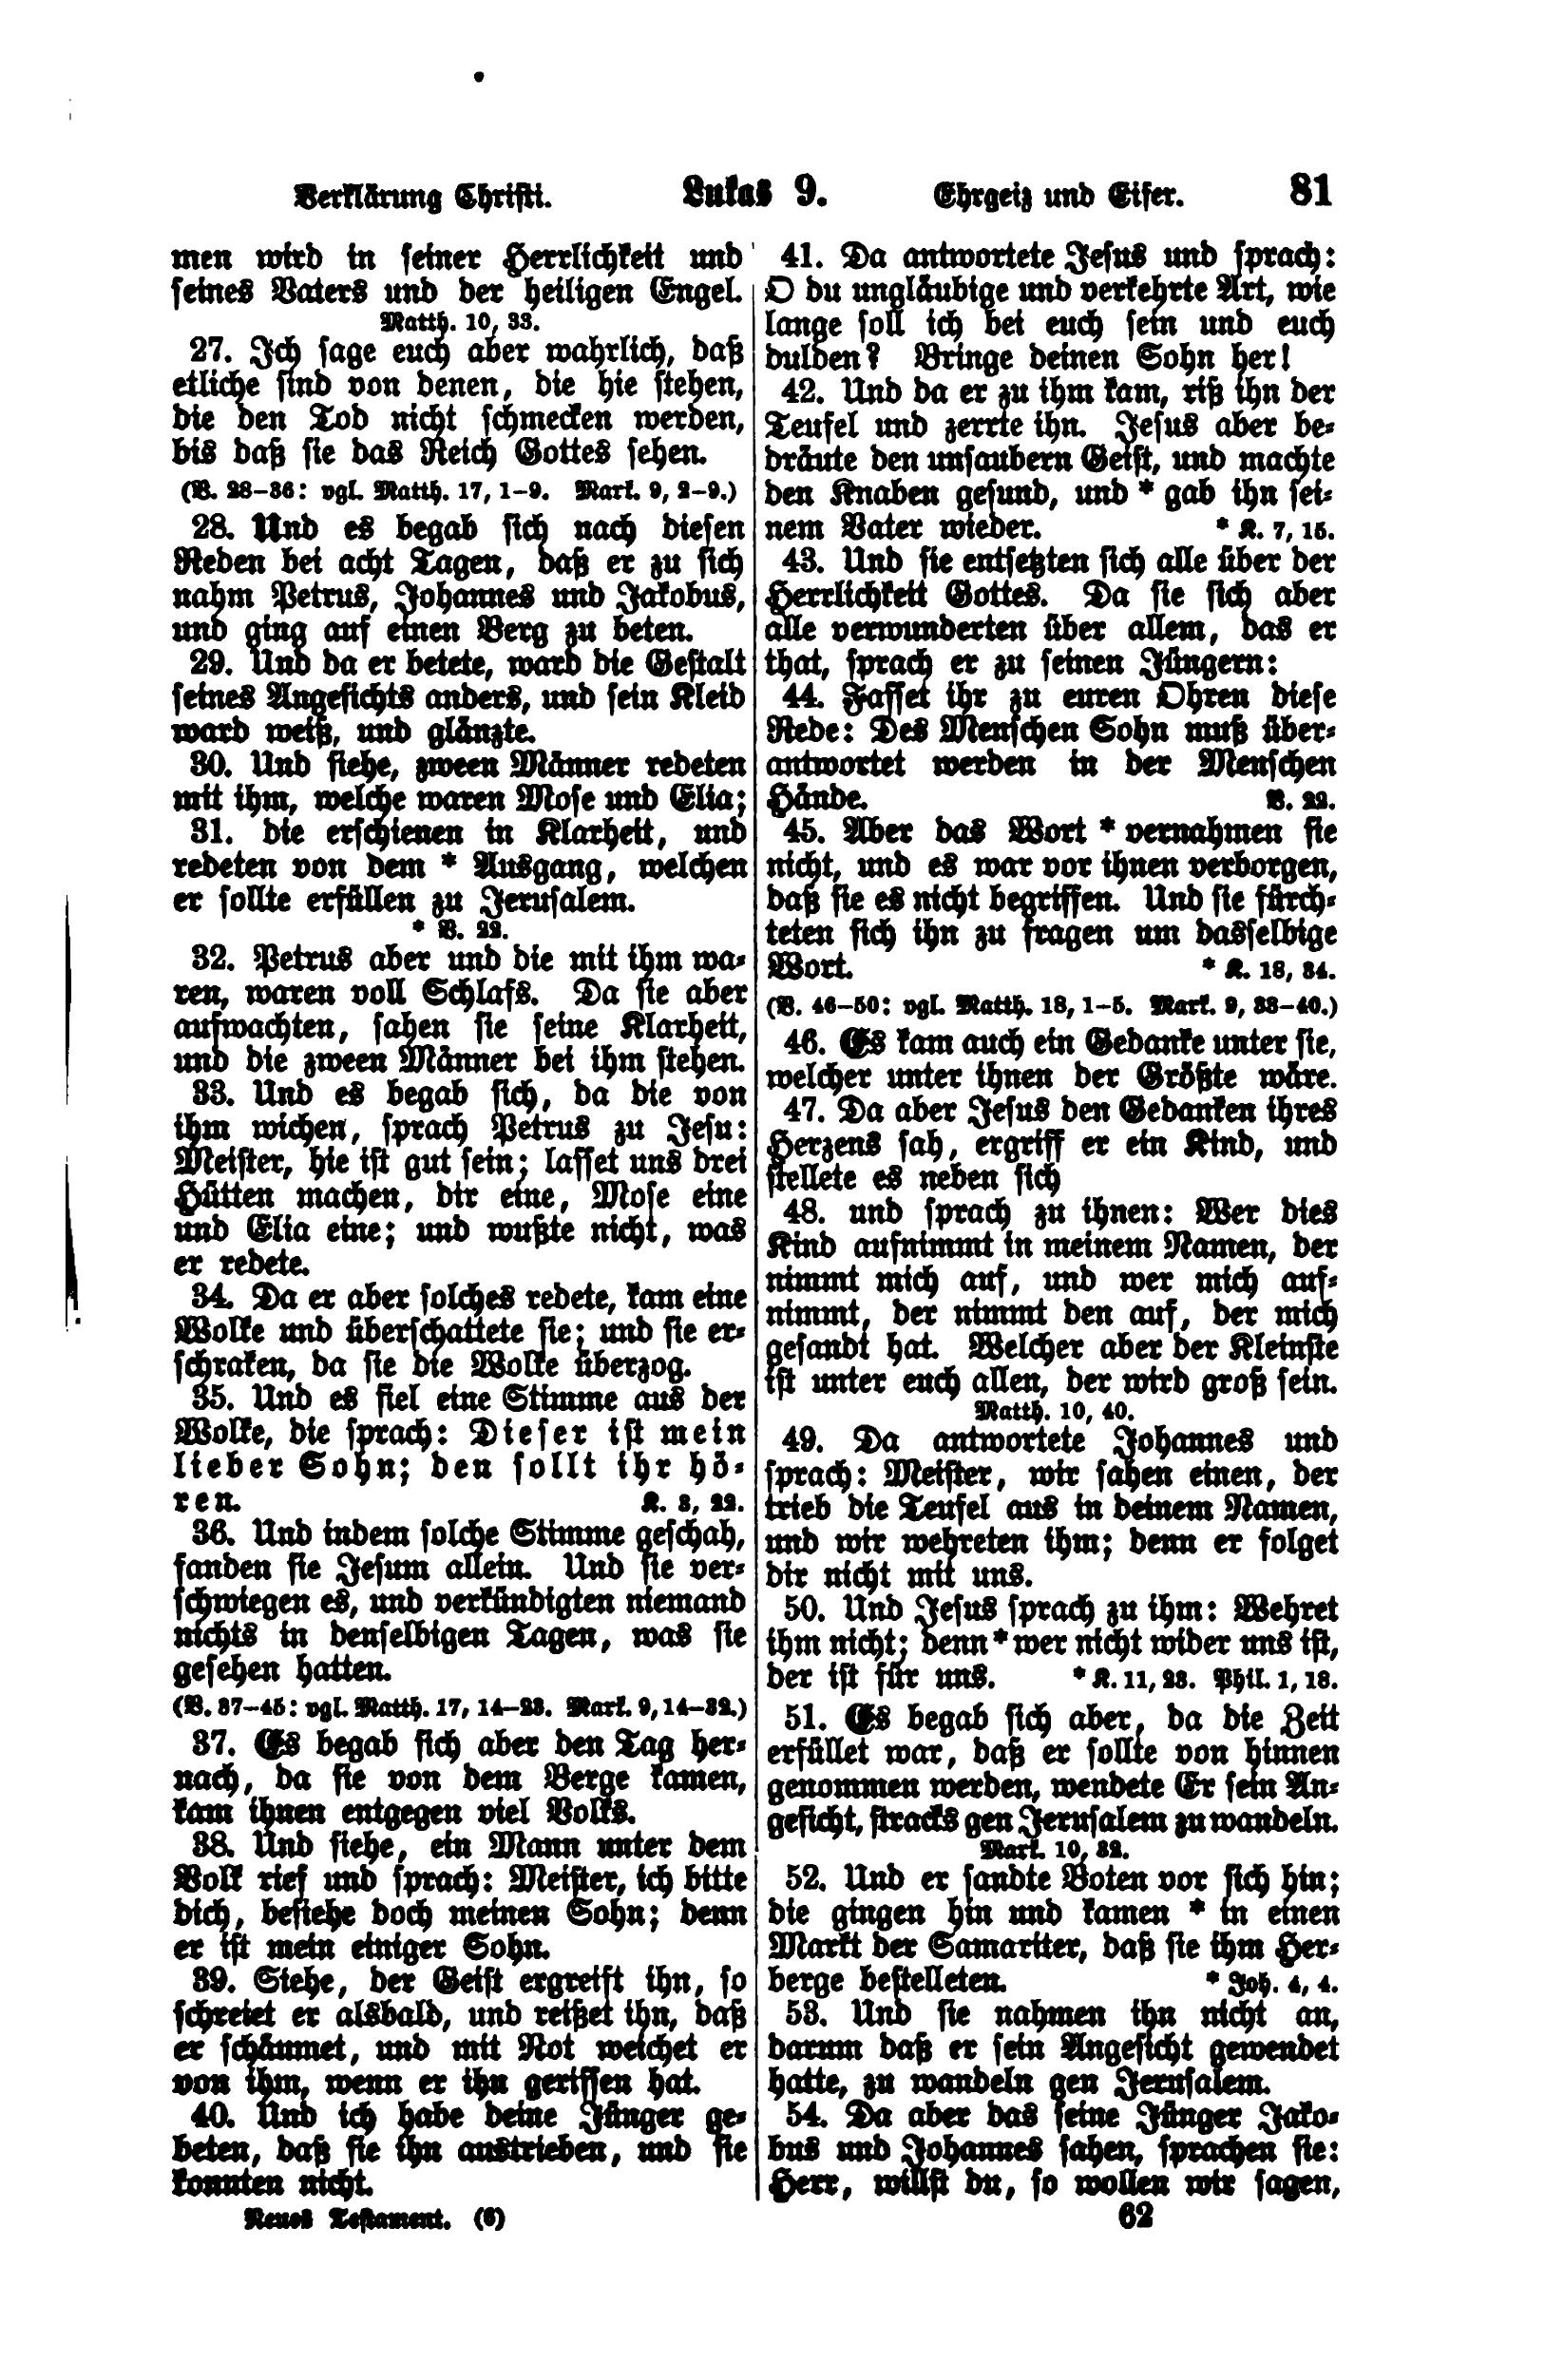 Verklärung Christi. Lukas 9. Ehrgeiz und Eifer. 81
men wird in seiner Herrlichkeit und
seines Vaters und der heiligen Engel.
Matth. 10, 33.
27. Ich sage euch aber wahrlich, daß
etliche sind von denen, die hie stehen,
die den Tod nicht schmecken werden,
bis daß sie das Reich Gottes sehen.
(V. 28–36: vgl. Matth. 17, 1–9. Mark. 9, 2–9.)
28. Und es begab sich nach diesen
Reden bei acht Tagen, daß er zu sich
nahm Petrus, Johannes und Jakobus,
und ging auf einen Berg zu beten.
29. Und da er betete, ward die Gestalt
seines Angesichts anders, und sein Kleid
ward weiß, und glänzte.
30. Und siehe, zween Männer redeten
mit ihm, welche waren Mose und Elia;
31. die erschienen in Klarheit, und
redeten von dem * Ausgang, welchen
er sollte erfüllen zu Jerusalem.
* V. 22.
32. Petrus aber und die mit ihm wa-
ren, waren voll Schlafs. Da sie aber
aufwachten, sahen sie seine Klarheit,
und die zween Männer bei ihm stehen.
33. Und es begab sich, da die von
ihm wichen, sprach Petrus zu Jesu:
Meister, hie ist gut sein; lasset uns drei
Hütten machen, dir eine, Mose eine
und Elia eine; und wußte nicht, was
er redete.
34. Da er aber solches redete, kam eine
Wolke und überschattete sie; und sie er-
schraken, da sie die Wolke überzog.
35. Und es fiel eine Stimme aus der
Wolke, die sprach: Dieser ist mein
lieber Sohn; den sollt ihr hö-
ren. K. 3, 22.
36. Und indem solche Stimme geschah,
fanden sie Jesum allein. Und sie ver-
schwiegen es, und verkündigten niemand
nichts in denselbigen Tagen, was sie
gesehen hatten.
(V. 37–45: vgl. Matth. 17, 14–23. Mark. 9, 14–32.)
37. Es begab sich aber den Tag her-
nach, da sie von dem Berge kamen,
kam ihnen entgegen viel Volks.
38. Und siehe, ein Mann unter dem
Volk rief und sprach: Meister, ich bitte
dich, besiehe doch meinen Sohn; denn
er ist mein einiger Sohn.
39. Siehe, der Geist ergreift ihn, so
schreiet er alsbald, und reißet ihn, daß
er schäumet, und mit Not weichet er
von ihm, wenn er ihn gerissen hat.
40. Und ich habe deine Jünger ge-
beten, daß sie ihn austrieben, und sie
konnten nicht.
Neues Testament. (6)
41. Da antwortete Jesus und sprach:
O du ungläubige und verkehrte Art, wie
lange soll ich bei euch sein und euch
dulden? Bringe deinen Sohn her!
42. Und da er zu ihm kam, riß ihn der
Teufel und zerrte ihn. Jesus aber be-
dräute den unsaubern Geist, und machte
den Knaben gesund, und * gab ihn sei-
nem Vater wieder. * K. 7, 15.
43. Und sie entsetzten sich alle über der
Herrlichkeit Gottes. Da sie sich aber
alle verwunderten über allem, das er
that, sprach er zu seinen Jüngern:
44. Fasset ihr zu euren Ohren diese
Rede: Des Menschen Sohn muß über-
antwortet werden in der Menschen
Hände. V. 22.
45. Aber das Wort * vernahmen sie
nicht, und es war vor ihnen verborgen,
daß sie es nicht begriffen. Und sie fürch-
teten sich ihn zu fragen um dasselbige
Wort. * K. 18, 34.
(V. 46–50: vgl. Matth. 18, 1–5. Mark. 9, 33–40.)
46. Es kam auch ein Gedanke unter sie,
welcher unter ihnen der Größte wäre.
47. Da aber Jesus den Gedanken ihres
Herzens sah, ergriff er ein Kind, und
stellete es neben sich
48. und sprach zu ihnen: Wer dies
Kind aufnimmt in meinem Namen, der
nimmt mich auf, und wer mich auf-
nimmt, der nimmt den auf, der mich
gesandt hat. Welcher aber der Kleinste
ist unter euch allen, der wird groß sein.
Matth. 10, 40.
49. Da antwortete Johannes und
sprach: Meister, wir sahen einen, der
trieb die Teufel aus in deinem Namen,
und wir wehreten ihm; denn er folget
dir nicht mit uns.
50. Und Jesus sprach zu ihm: Wehret
ihm nicht; denn * wer nicht wider uns ist,
der ist für uns. * K. 11, 23. Phil. 1, 18.
51. Es begab sich aber, da die Zeit
erfüllet war, daß er sollte von hinnen
genommen werden, wendete Er sein An-
gesicht, stracks gen Jerusalem zu wandeln.
Mark. 10, 32.
52. Und er sandte Boten vor sich hin;
die gingen hin und kamen * in einen
Markt der Samariter, daß sie ihm Her-
berge bestelleten. * Joh. 4, 4.
53. Und sie nahmen ihn nicht an,
darum daß er sein Angesicht gewendet
hatte, zu wandeln gen Jerusalem.
54. Da aber das seine Jünger Jako-
bus und Johannes sahen, sprachen sie:
Herr, willst du, so wollen wir sagen,
62